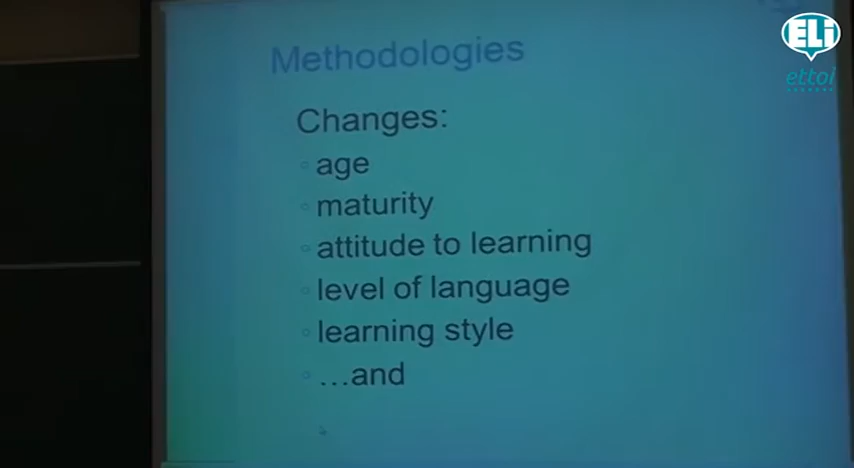 ELi
ettoi
Methodologies
Changes:
age
maturity
attitude to learning
level of language
learning style
...and